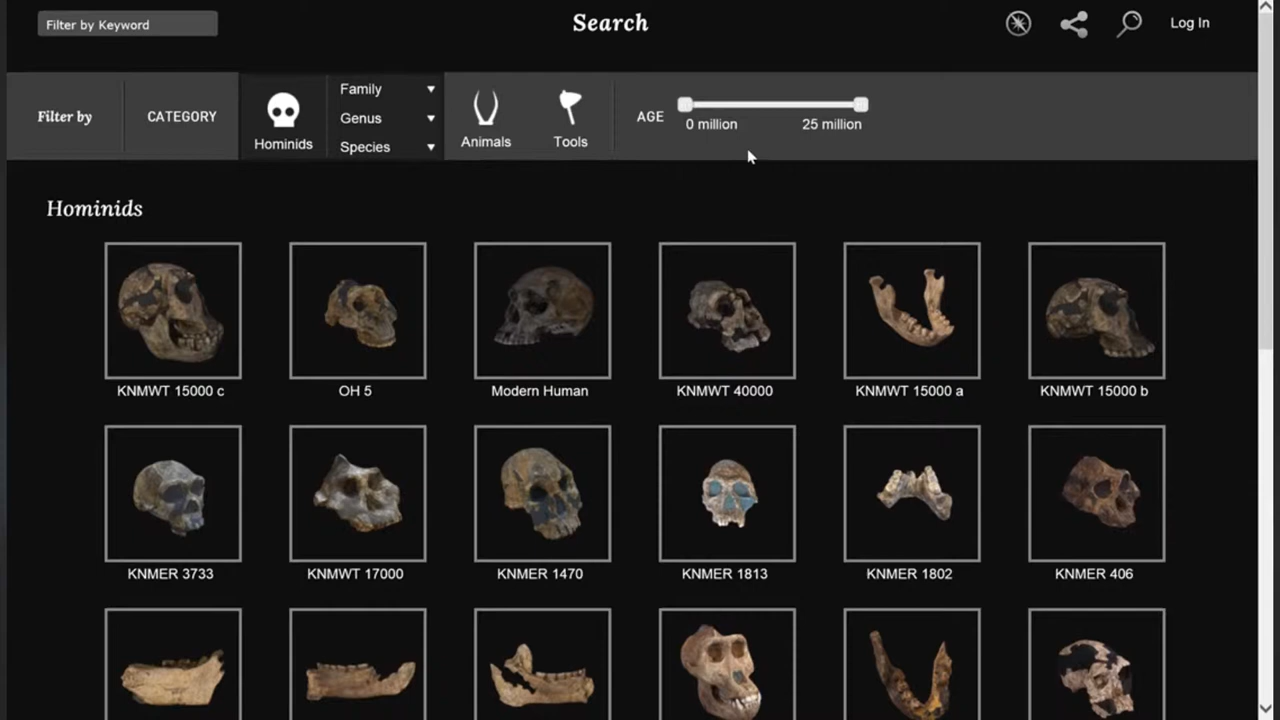 Filter by Keyword
Search
Log In
Filter by
CATEGORY
Hominids
Family
Genus
Species
Animals
Tools
AGE
0 million
25 million
Hominids
KNMWT 15000 c
OH 5
Modern Human
KNMWT 40000
KNMWT 15000 a
KNMWT 15000 b
KNMER 3733
KNMWT 17000
KNMER 1470
KNMER 1813
KNMER 1802
KNMER 406